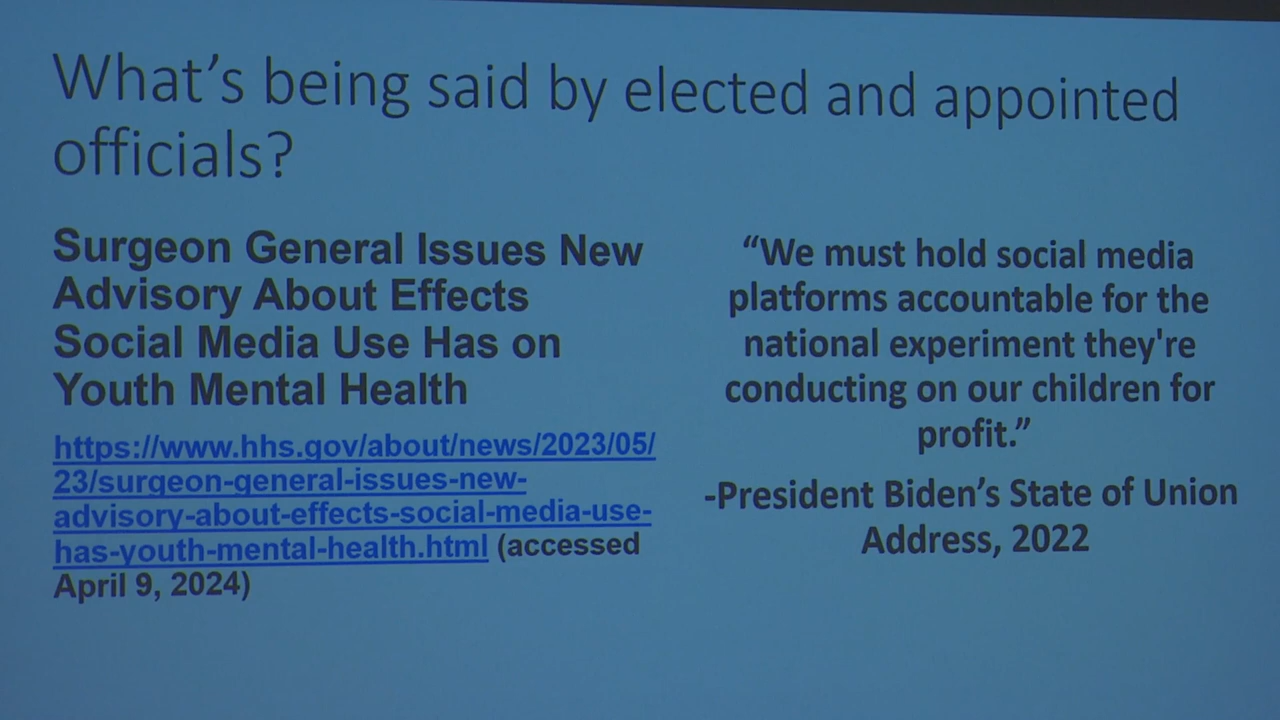 What's being said by elected and appointed
officials?
Surgeon General Issues New
Advisory About Effects
Social Media Use Has on
Youth Mental Health
https://www.hhs.gov/about/news/2023/05/
23/surgeon-general-issues-new-
advisory-about-effects-social-media-use-
has-youth-mental-health.html (accessed
April 9, 2024)
“We must hold social media
platforms accountable for the
national experiment they're
conducting on our children for
profit.”
-President Biden’s State of Union
Address, 2022